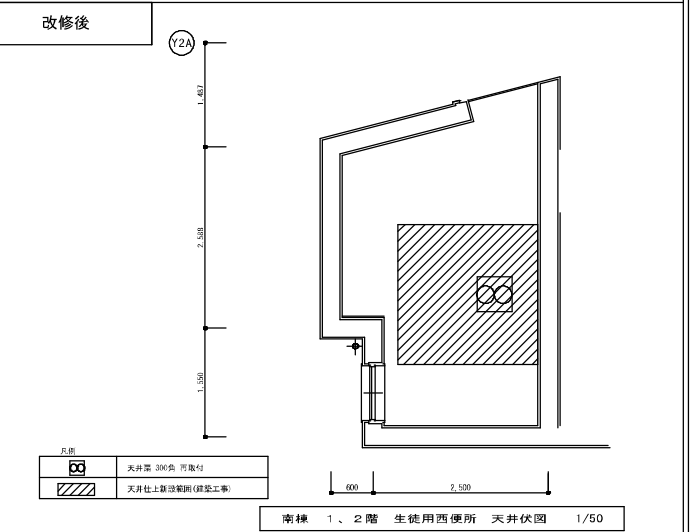 改修後
Y2A
1,487
2,588
1,550
凡例
天井扇 300角 再取付
天井仕上新設範囲(建築工事)
600
2,500
南棟 1、2階 生徒用西便所 天井伏図 1/50